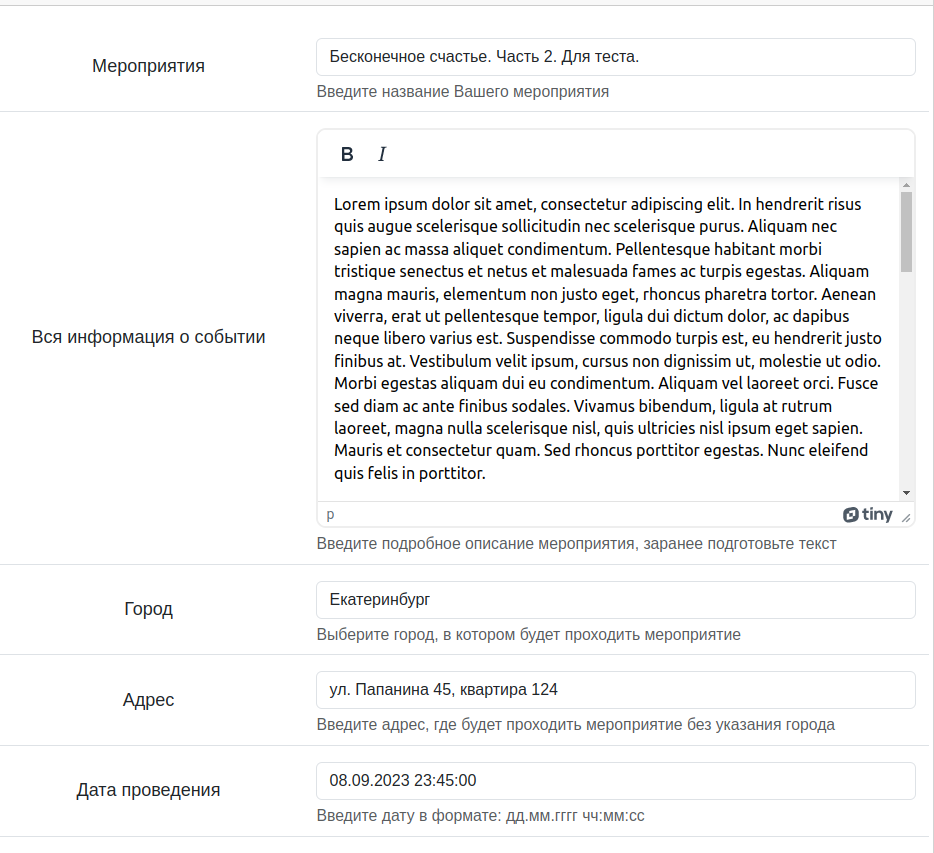 Мероприятия
Бесконечное счастье. Часть 2. Для теста.
Введите название Вашего мероприятия
B I
Вся информация о событии
Lorem ipsum dolor sit amet, consectetur adipiscing elit. In hendrerit risus
quis augue scelerisque sollicitudin nec scelerisque purus. Aliquam nec
sapien ac massa aliquet condimentum. Pellentesque habitant morbi
tristique senectus et netus et malesuada fames ac turpis egestas. Aliquam
magna mauris, elementum non justo eget, rhoncus pharetra tortor. Aenean
viverra, erat ut pellentesque tempor, ligula dui dictum dolor, ac dapibus
neque libero varius est. Suspendisse commodo turpis est, eu hendrerit justo
finibus at. Vestibulum velit ipsum, cursus non dignissim ut, molestie ut odio.
Morbi egestas aliquam dui eu condimentum. Aliquam vel laoreet orci. Fusce
sed diam ac ante finibus sodales. Vivamus bibendum, ligula at rutrum
laoreet, magna nulla scelerisque nisl, quis ultricies nisl ipsum eget sapien.
Mauris et consectetur quam. Sed rhoncus porttitor egestas. Nunc eleifend
quis felis in porttitor.
p tiny
Введите подробное описание мероприятия, заранее подготовьте текст
Город
Екатеринбург
Выберите город, в котором будет проходить мероприятие
Адрес
ул. Папанина 45, квартира 124
Введите адрес, где будет проходить мероприятие без указания города
Дата проведения
08.09.2023 23:45:00
Введите дату в формате: дд.мм.гггг чч:мм:сс